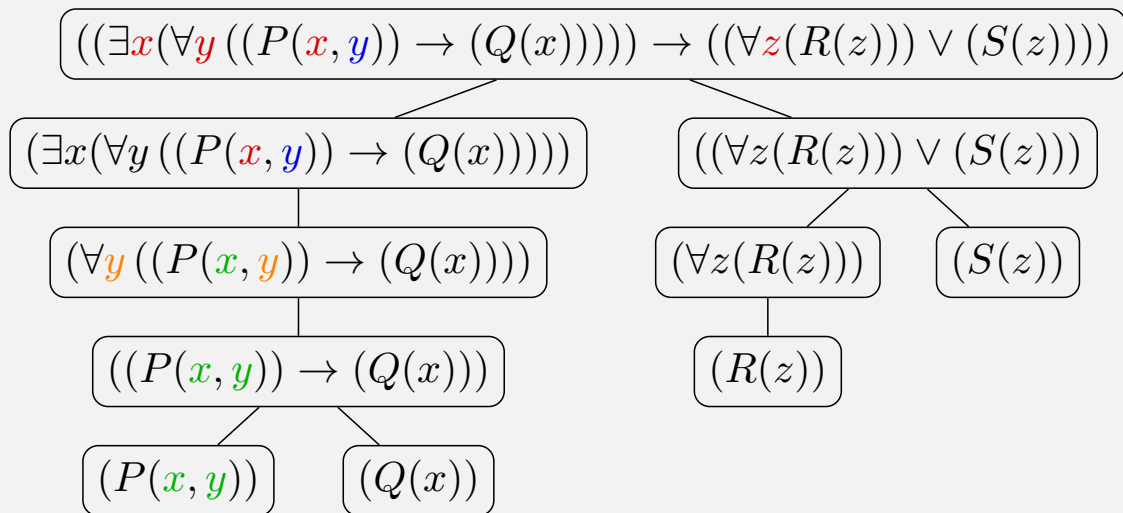 ((∃x(∀y ((P(x, y)) → (Q(x))))) → ((∀z(R(z))) ∨ (S(z))))
(∃x(∀y ((P(x, y)) → (Q(x)))))
((∀z(R(z))) ∨ (S(z)))
(∀y ((P(x, y)) → (Q(x))))
(∀z(R(z)))
(S(z))
((P(x, y)) → (Q(x)))
(R(z))
(P(x, y))
(Q(x))